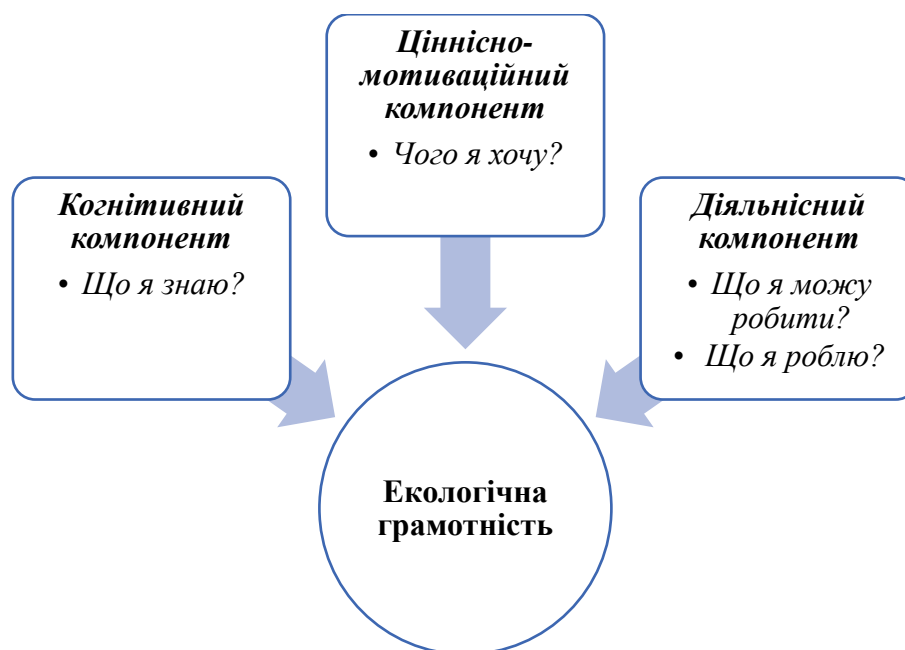 Ціннісно-
мотиваційний
компонент
• Чого я хочу?
Когнітивний
компонент
• Що я знаю?
Діяльнісний
компонент
• Що я можу
робити?
• Що я роблю?
Екологічна
грамотність